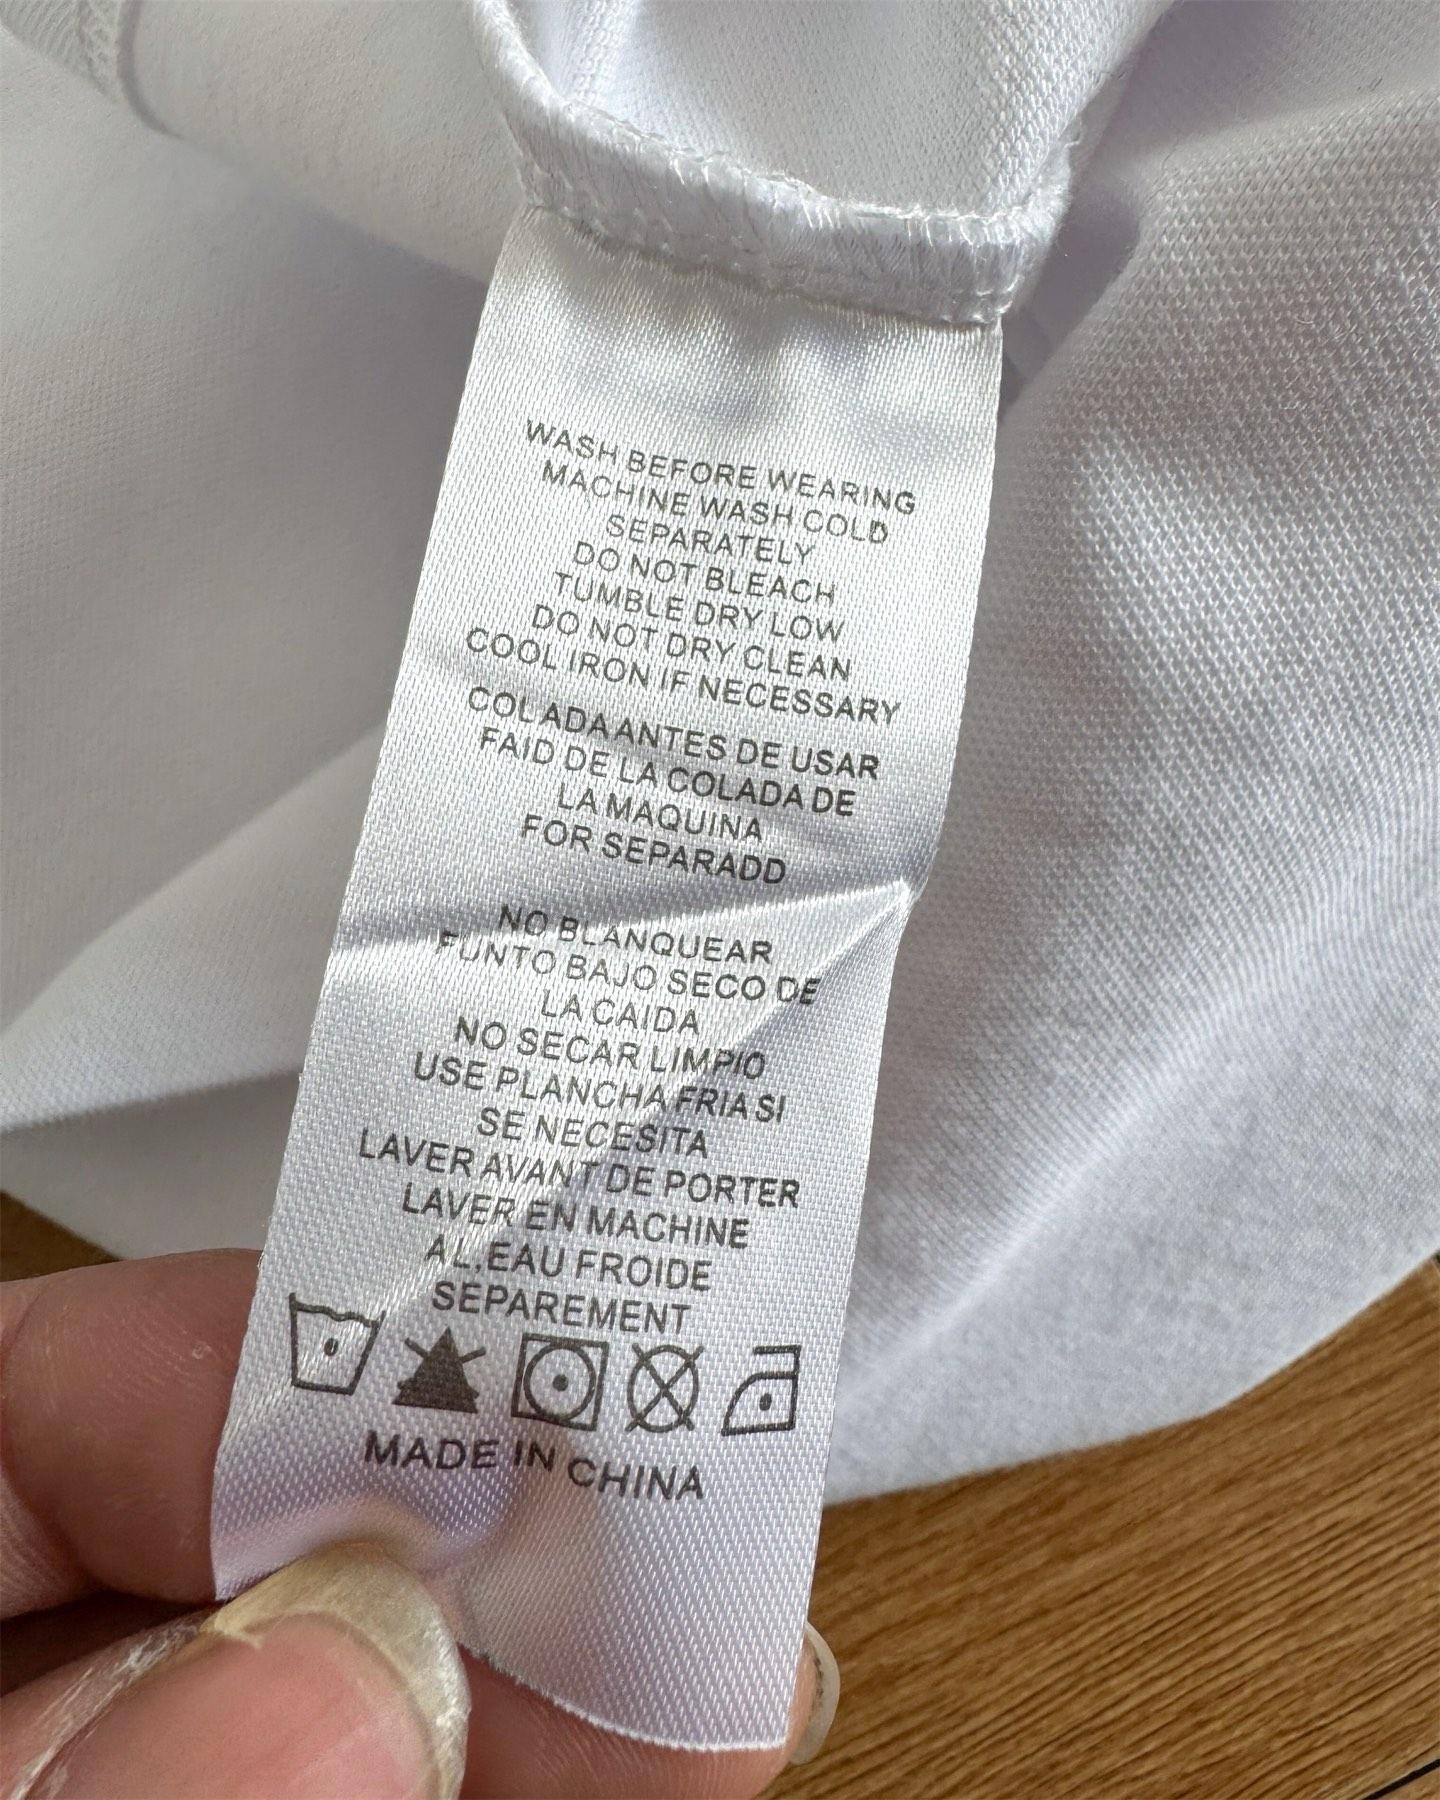 WASH BEFORE WEARING
MACHINE WASH COLD
SEPARATELY
DO NOT BLEACH
TUMBLE DRY LOW
DO NOT DRY CLEAN
COOL IRON IF NECESSARY
COLADA ANTES DE USAR
FAID DE LA COLADA DE
LA MAQUINA
FOR SEPARADD
NO BLANQUEAR
FUNTO BAJO SECO DE
LA CAIDA
NO SECAR LIMPIO
USE PLANCHA FRIA SI
SE NECESITA
LAVER AVANT DE PORTER
LAVER EN MACHINE
A L,EAU FROIDE
SEPAREMENT
MADE IN CHINA